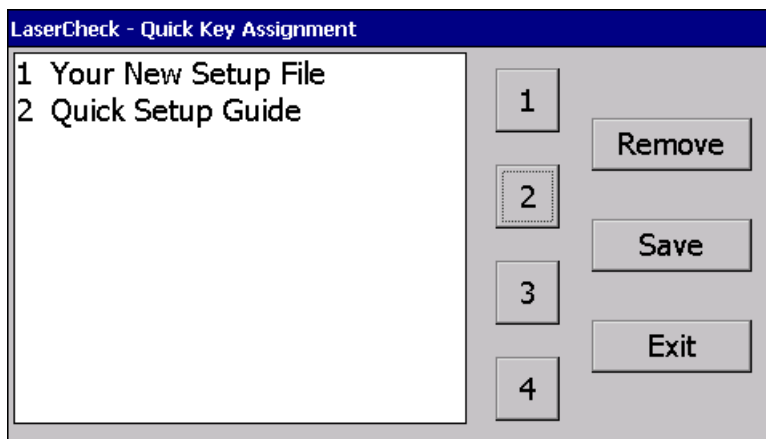 LaserCheck - Quick Key Assignment
1 Your New Setup File
2 Quick Setup Guide
1
2
3
4
Remove
Save
Exit